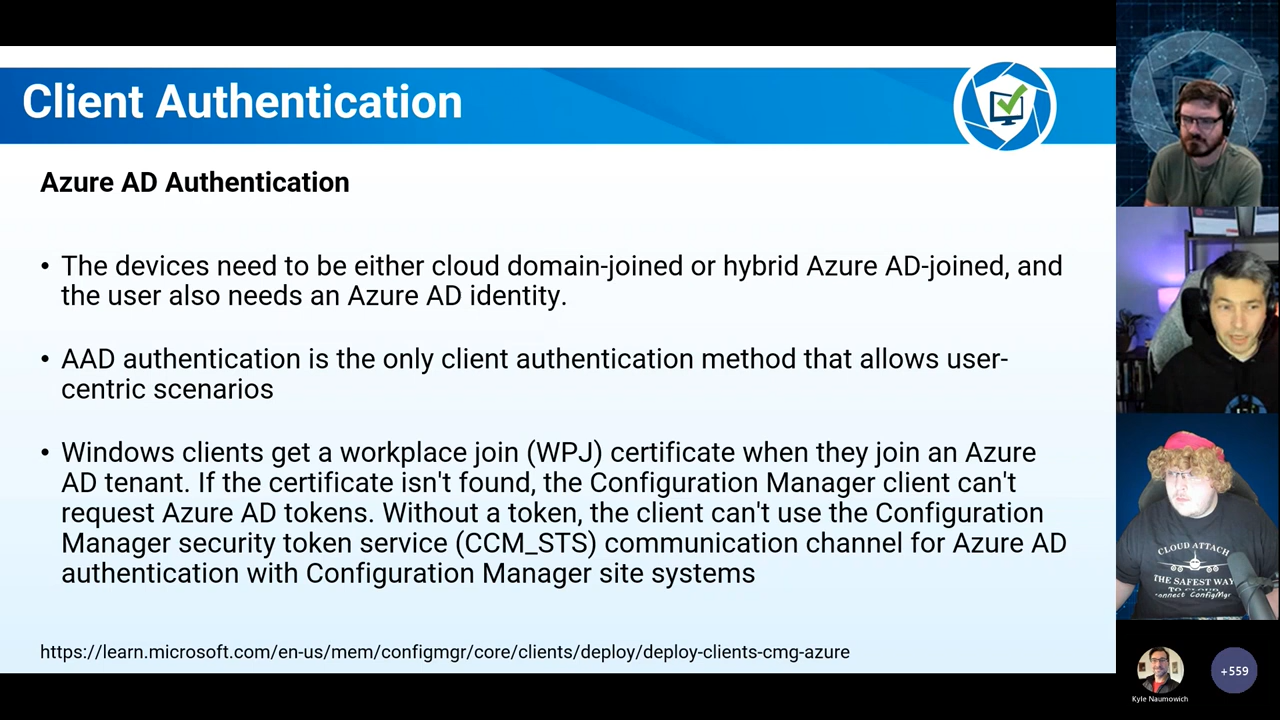 Client Authentication
Azure AD Authentication
• The devices need to be either cloud domain-joined or hybrid Azure AD-joined, and
the user also needs an Azure AD identity.
• AAD authentication is the only client authentication method that allows user-
centric scenarios
• Windows clients get a workplace join (WPJ) certificate when they join an Azure
AD tenant. If the certificate isn't found, the Configuration Manager client can't
request Azure AD tokens. Without a token, the client can't use the Configuration
Manager security token service (CCM_STS) communication channel for Azure AD
authentication with Configuration Manager site systems
https://learn.microsoft.com/en-us/mem/configmgr/core/clients/deploy/deploy-clients-cmg-azure
CLOUD ATTACH
THE SAFEST WAY
TO CLOUD
connect ConfigMgr
Kyle Naumowich
+559